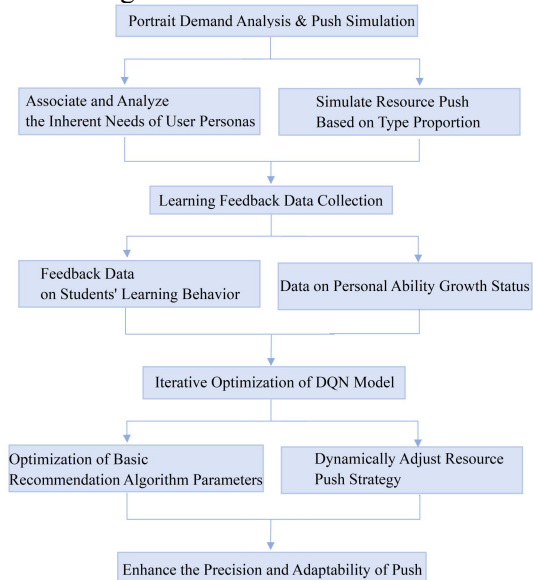 Portrait Demand Analysis & Push Simulation
Associate and Analyze
the Inherent Needs of User Personas
Simulate Resource Push
Based on Type Proportion
Learning Feedback Data Collection
Feedback Data
on Students' Learning Behavior
Data on Personal Ability Growth Status
Iterative Optimization of DQN Model
Optimization of Basic
Recommendation Algorithm Parameters
Dynamically Adjust Resource
Push Strategy
Enhance the Precision and Adaptability of Push